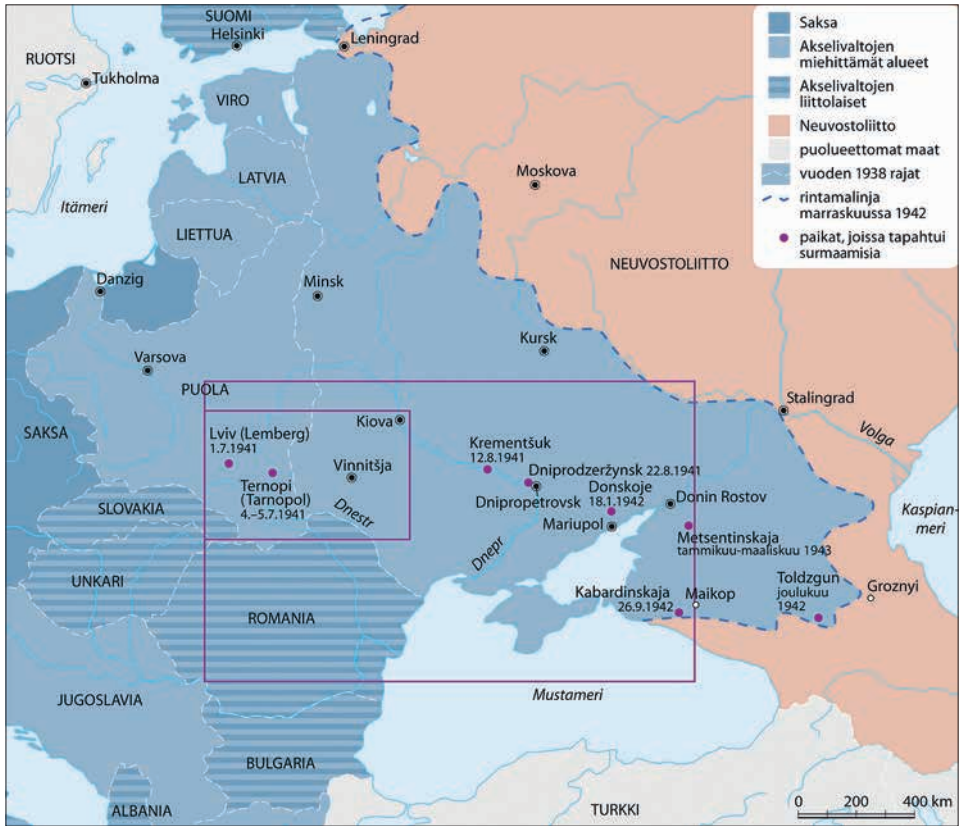 SUOMI
Helsinki
Leningrad
RUOTSI
Tukholma
VIRO
LATVIA
Itämeri
LIETTUA
Moskova
NEUVOSTOLIITTO
Danzig
Minsk
Varsova
Kursk
PUOLA
Stalingrad
Volga
SAKSA
Kiova
Lviv (Lemberg)
1.7.1941
Ternopi
(Tarnopol)
4.–5.7.1941
Vinnitšja
Dnestr
Krementšuk
12.8.1941
Dniprodzeržynsk 22.8.1941
Dnipropetrovsk
Donskoje
18.1.1942
Donin Rostov
Mariupol
Metsentinskaja
tammikuu-maaliskuu 1943
Kaspian-
meri
SLOVAKIA
UNKARI
Dnepr
ROMANIA
Kabardinskaja
26.9.1942
Maikop
Toldzgun
joulukuu
1942
Groznyi
JUGOSLAVIA
Mustameri
BULGARIA
ALBANIA
TURKKI
0 200 400 km
Saksa
Akselivaltojen
miehittämät alueet
Akselivaltojen
liittolaiset
Neuvostoliitto
puolueettomat maat
vuoden 1938 rajat
rintamalinja
marraskuussa 1942
paikat, joissa tapahtui
surmaamisia